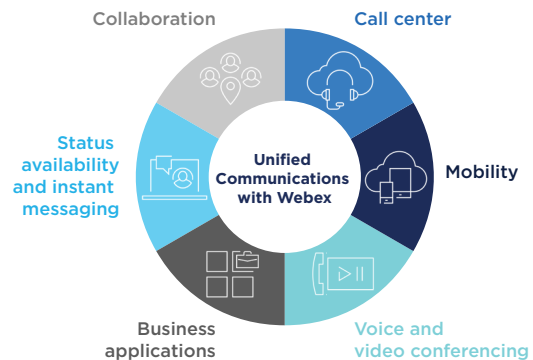 Collaboration
Call center
Status
availability
and instant
messaging
Unified
Communications
with Webex
Mobility
Business
applications
Voice and
video conferencing